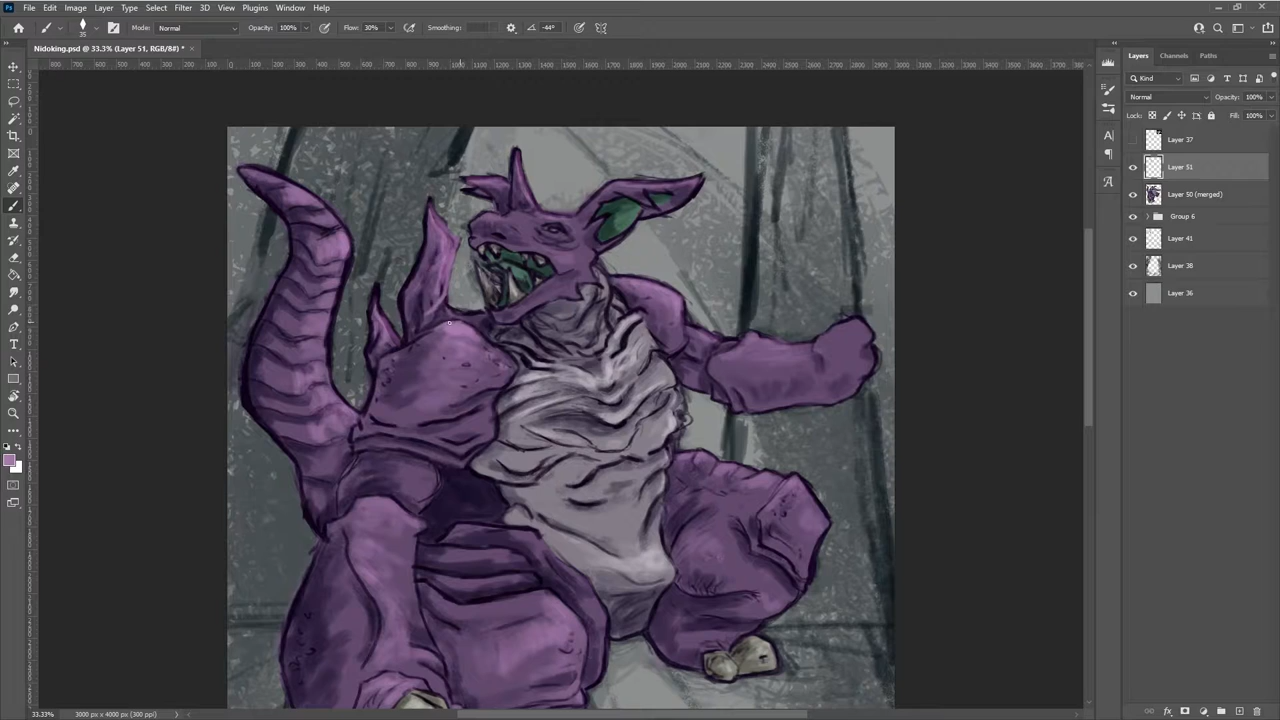 Ps File Edit Image Layer Type Select Filter 3D View Plugins Window Help
35 Mode: Normal Opacity: 100% Flow: 30% Smoothing: -44°
Nidoking.psd @ 33.3% (Layer 51, RGB/8#) * ×
Layers Channels Paths
Kind
Normal Opacity: 100%
Lock: Fill: 100%
Layer 37
Layer 51
Layer 50 (merged)
Group 6
Layer 41
Layer 38
Layer 36
33.33% 3000 px x 4000 px (300 ppi)